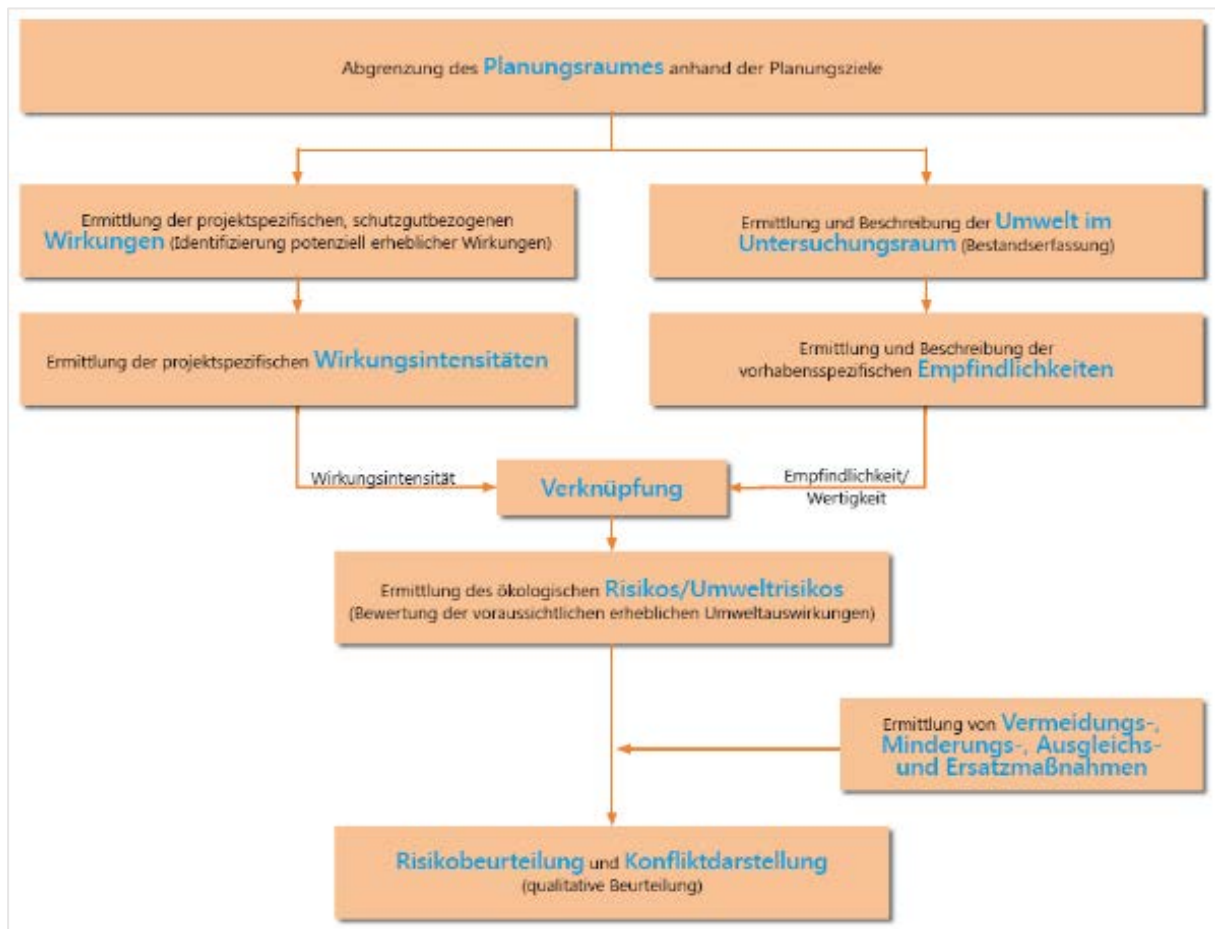 Abgrenzung des Planungsraumes anhand der Planungsziele
Ermittlung der projektspezifischen, schutzgutbezogenen
Wirkungen (Identifizierung potenziell erheblicher Wirkungen)
Ermittlung und Beschreibung der Umwelt im
Untersuchungsraum (Bestandserfassung)
Ermittlung der projektspezifischen Wirkungsintensitäten
Ermittlung und Beschreibung der
vorhabensspezifischen Empfindlichkeiten
Wirkungsintensität
Verknüpfung
Empfindlichkeit/
Wertigkeit
Ermittlung des ökologischen Risikos/Umweltrisikos
(Bewertung der voraussichtlichen erheblichen Umweltauswirkungen)
Ermittlung von Vermeidungs-,
Minderungs-, Ausgleichs-
und Ersatzmaßnahmen
Risikobeurteilung und Konfliktdarstellung
(qualitative Beurteilung)